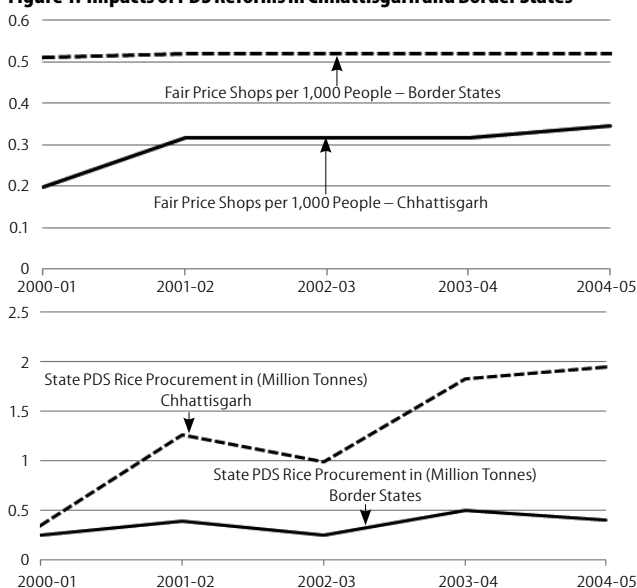 Figure 1: Impacts of PDS Reforms in Chhattisgarh and Border States
0.6
0.5
Fair Price Shops per 1,000 People – Border States
0.4
0.3
0.2
Fair Price Shops per 1,000 People – Chhattisgarh
0.1
0
2000-01 2001-02 2002-03 2003-04 2004-05
2.5
2
State PDS Rice Procurement in (Million Tonnes)
Chhattisgarh
1.5
1
State PDS Rice Procurement in (Million Tonnes)
Border States
0.5
0
2000-01 2001-02 2002-03 2003-04 2004-05